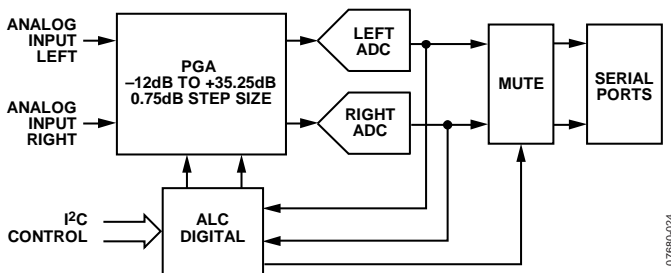 ANALOG
INPUT
LEFT
PGA
–12dB TO +35.25dB
0.75dB STEP SIZE
LEFT
ADC
MUTE
SERIAL
PORTS
ANALOG
INPUT
RIGHT
RIGHT
ADC
I²C
CONTROL
ALC
DIGITAL
07680-024